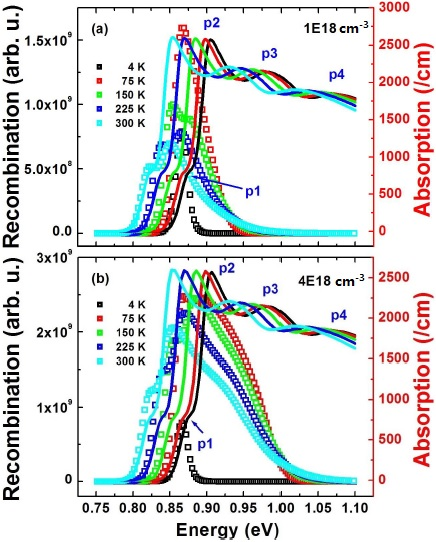 (a) p2 1E18 cm-3
p3
p4
4 K
75 K
150 K
225 K
300 K
p1
1.5x10⁹
1.0x10⁹
5.0x10⁸
0.0
Recombination (arb. u.)
3000
2500
2000
1500
1000
500
0
Absorption (/cm)
(b) p2 4E18 cm-3
p3
p4
4 K
75 K
150 K
225 K
300 K
p1
3x10⁹
2x10⁹
1x10⁹
0
Recombination (arb. u.)
3000
2500
2000
1500
1000
500
0
Absorption (/cm)
0.75 0.80 0.85 0.90 0.95 1.00 1.05 1.10
Energy (eV)